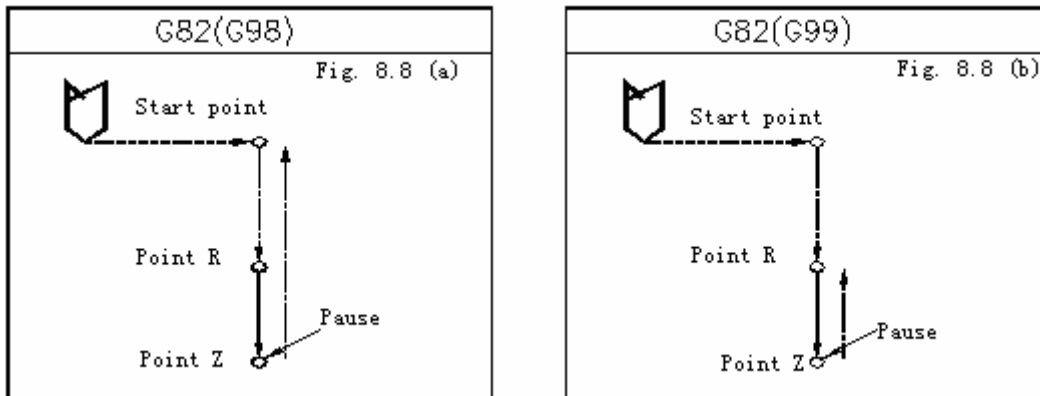 G82(G98)
Fig. 8.8 (a)
Start point
Point R
Pause
Point Z
G82(G99)
Fig. 8.8 (b)
Start point
Point R
Pause
Point Z